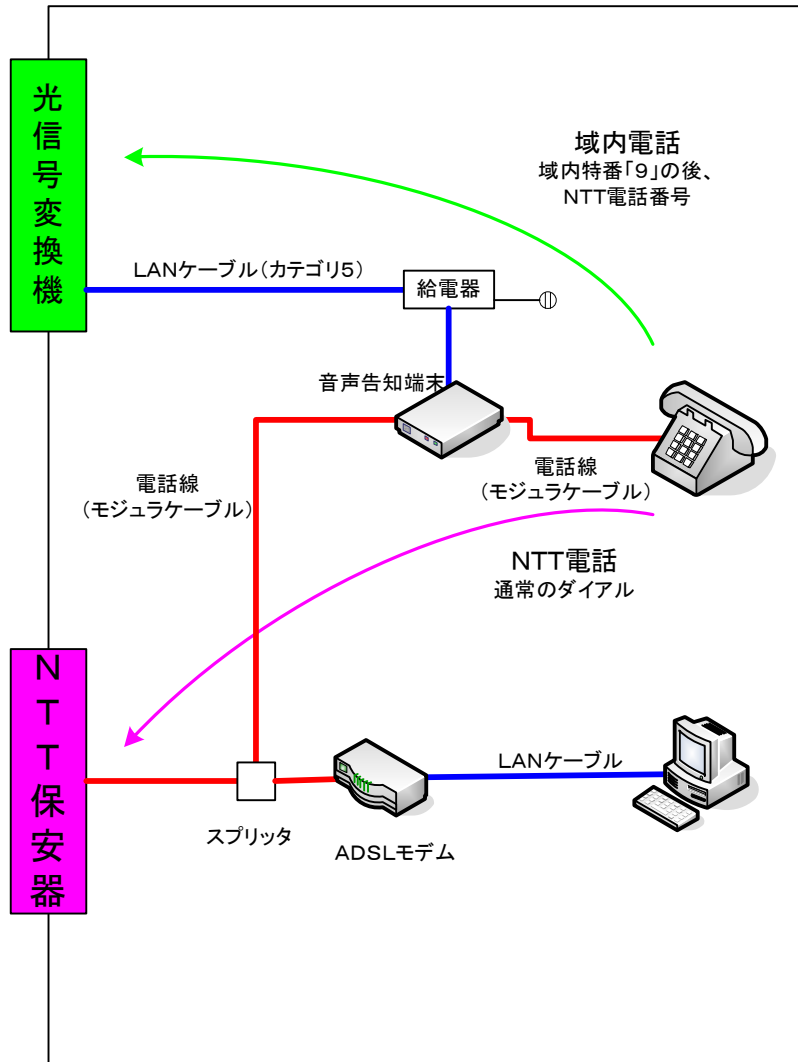 光信号変換機
域内電話
域内特番「９」の後、
ＮＴＴ電話番号
ＬＡＮケーブル（カテゴリ５）
給電器
音声告知端末
電話線
（モジュラケーブル）
電話線
（モジュラケーブル）
ＮＴＴ電話
通常のダイアル
ＮＴＴ保安器
ＬＡＮケーブル
スプリッタ
ＡＤＳＬモデム